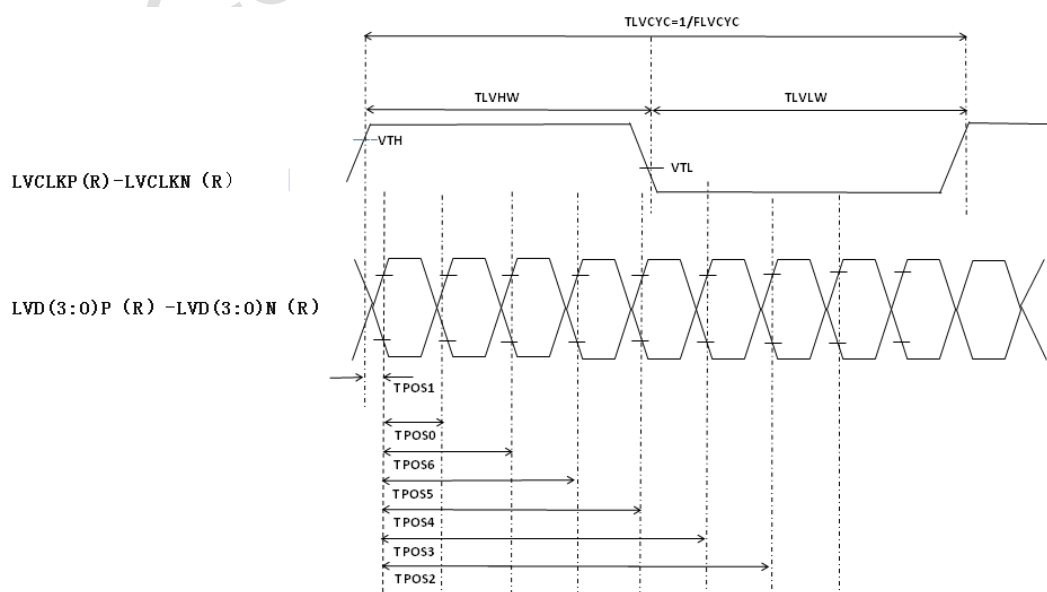 TLVCYC=1/FLVCYC
TLVHW
TLVLW
VTH
VTL
LVCLKP(R)-LVCLKN (R)
LVD(3:0)P (R) -LVD(3:0)N (R)
TPOS1
TPOS0
TPOS6
TPOS5
TPOS4
TPOS3
TPOS2